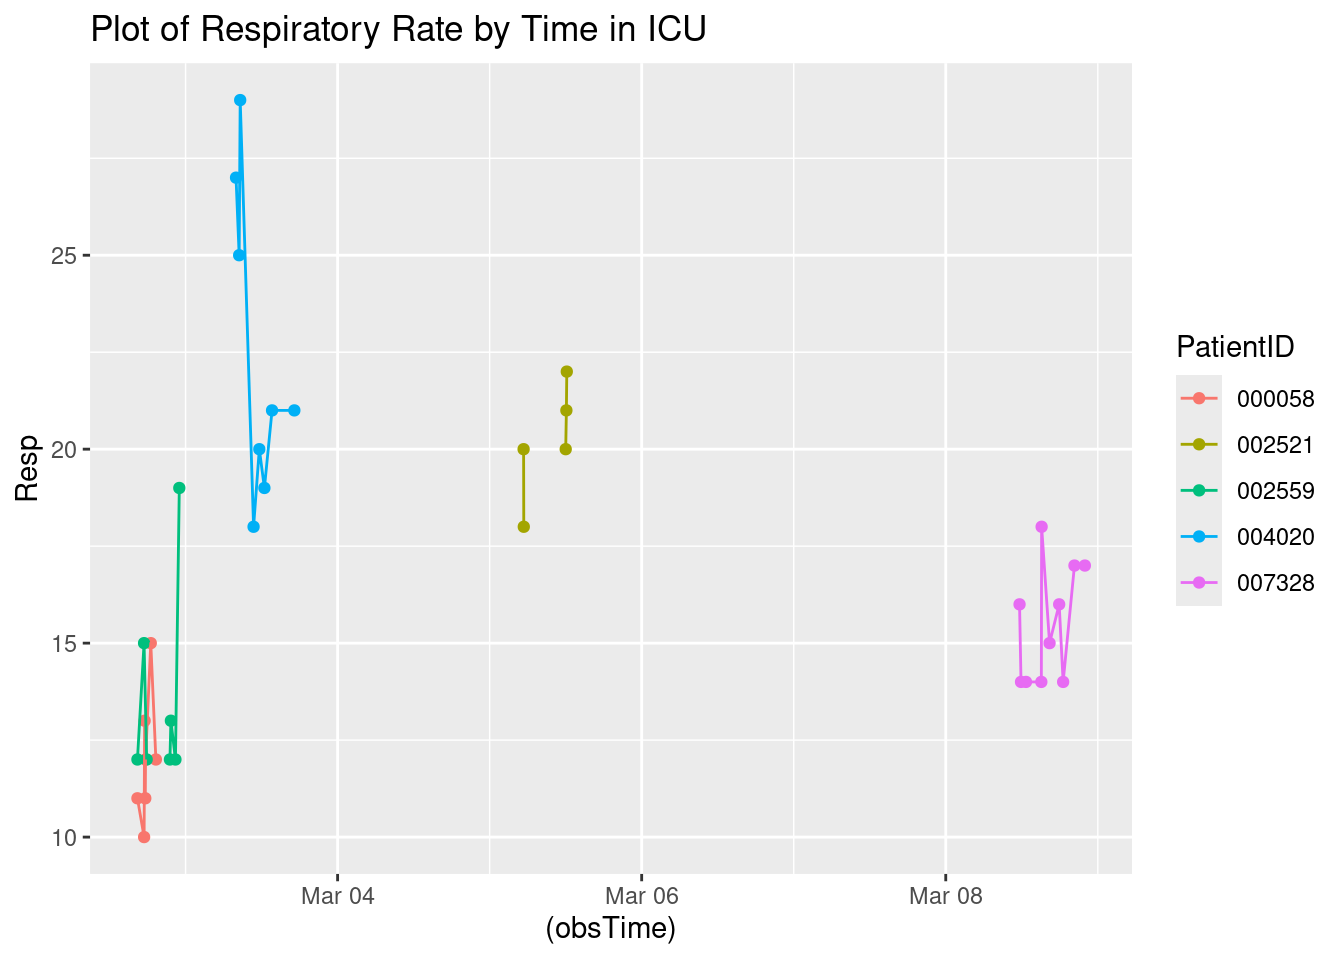 Plot of Respiratory Rate by Time in ICU
25
20
15
10
Resp
Mar 04
Mar 06
Mar 08
(obsTime)
PatientID
000058
002521
002559
004020
007328